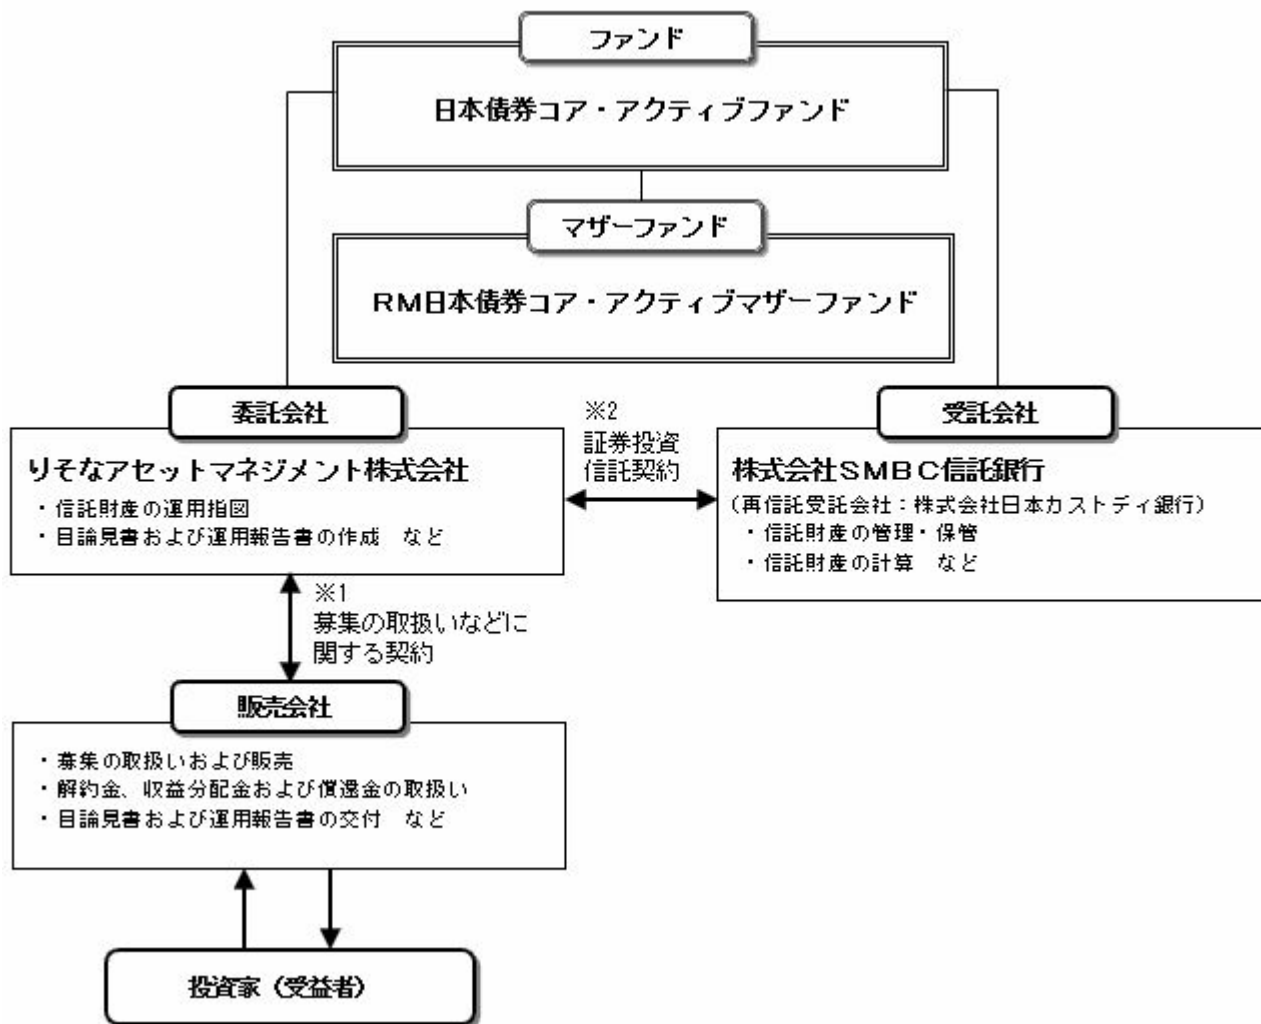 ファンド
日本債券コア・アクティブファンド
マザーファンド
RM日本債券コア・アクティブマザーファンド
委託会社
りそなアセットマネジメント株式会社
・信託財産の運用指図
・目論見書および運用報告書の作成　など
※2
証券投資
信託契約
受託会社
株式会社SMBC信託銀行
(再信託受託会社：株式会社日本カストディ銀行)
・信託財産の管理・保管
・信託財産の計算　など
※1
募集の取扱いなどに
関する契約
販売会社
・募集の取扱いおよび販売
・解約金、収益分配金および償還金の取扱い
・目論見書および運用報告書の交付　など
投資家（受益者）